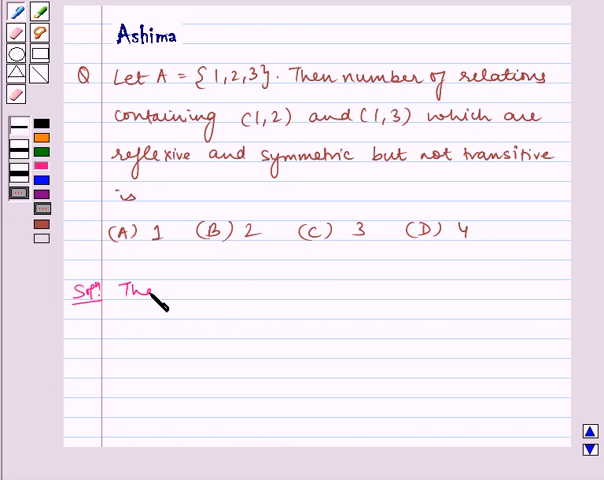 Ashima
Q Let A = {1,2,3}. Then number of relations
containing (1,2) and (1,3) which are
reflexive and symmetric but not transitive
is
(A) 1 (B) 2 (C) 3 (D) 4
Solⁿ: The